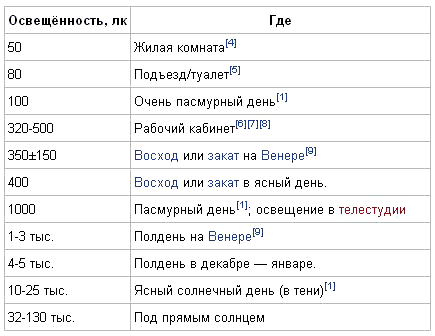 Освещённость, лк Где
50 Жилая комната[4]
80 Подъезд/туалет[5]
100 Очень пасмурный день[1]
320-500 Рабочий кабинет[6][7][8]
350±150 Восход или закат на Венере[9]
400 Восход или закат в ясный день.
1000 Пасмурный день[1]; освещение в телестудии
1-3 тыс. Полдень на Венере[9]
4-5 тыс. Полдень в декабре — январе.
10-25 тыс. Ясный солнечный день (в тени)[1]
32-130 тыс. Под прямым солнцем